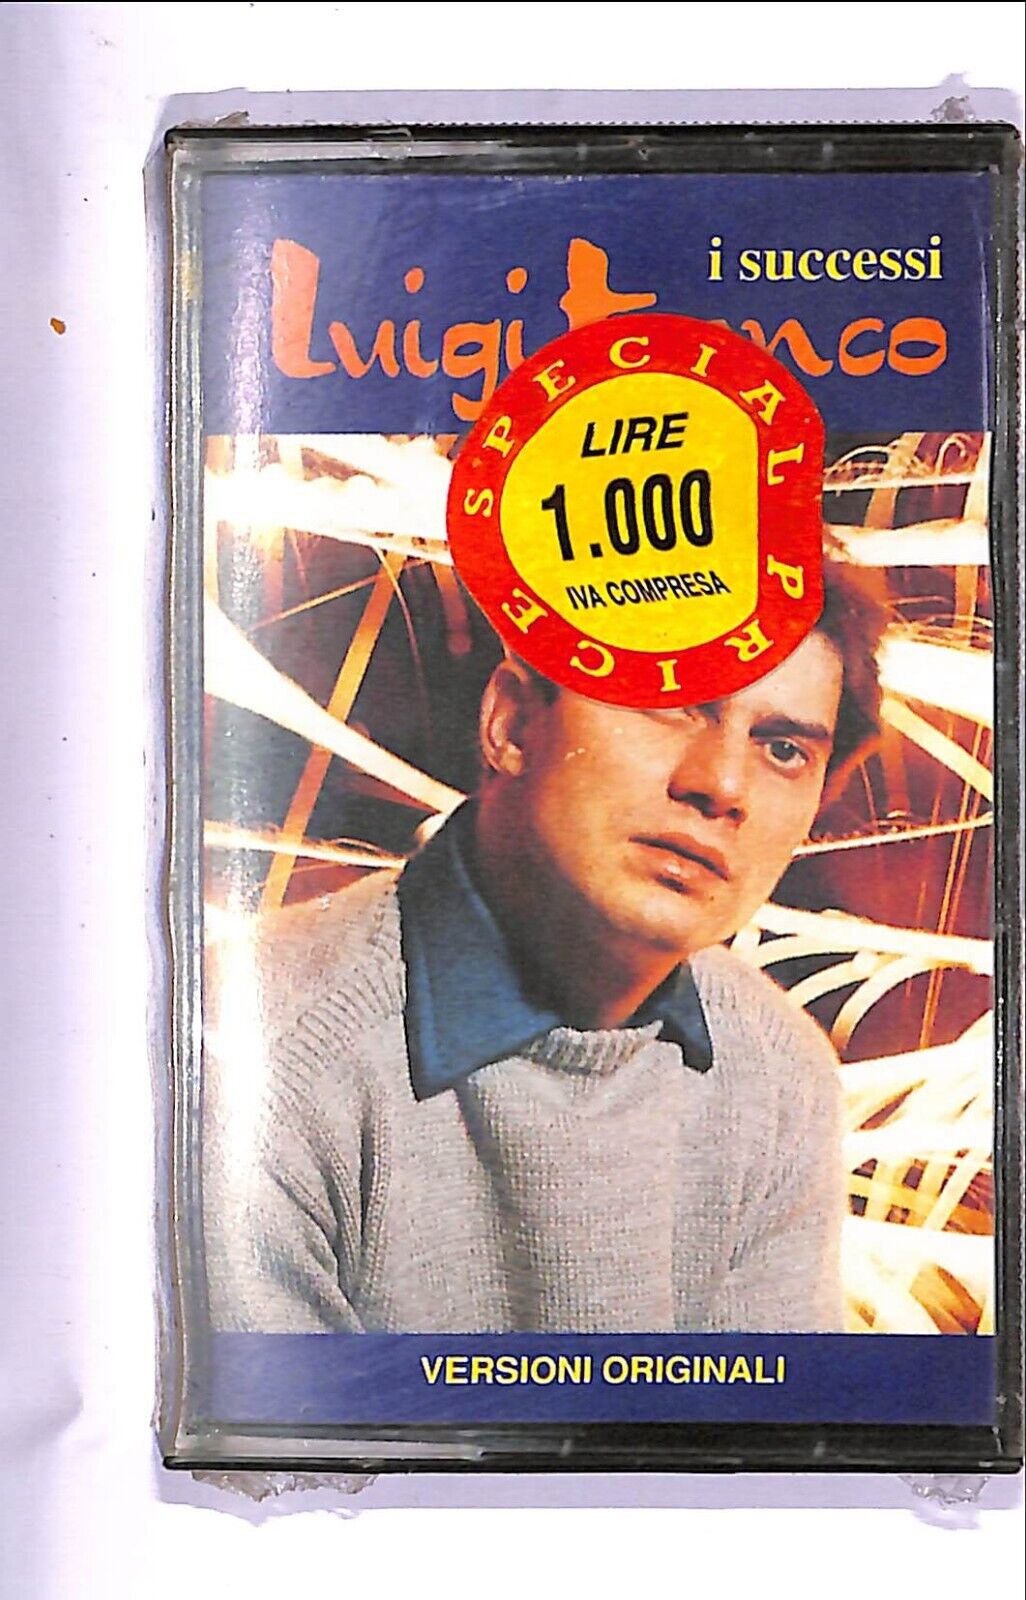 i successi
Luigi
SPECIAL PRICE
LIRE
1.000
IVA COMPRESA
VERSIONI ORIGINALI